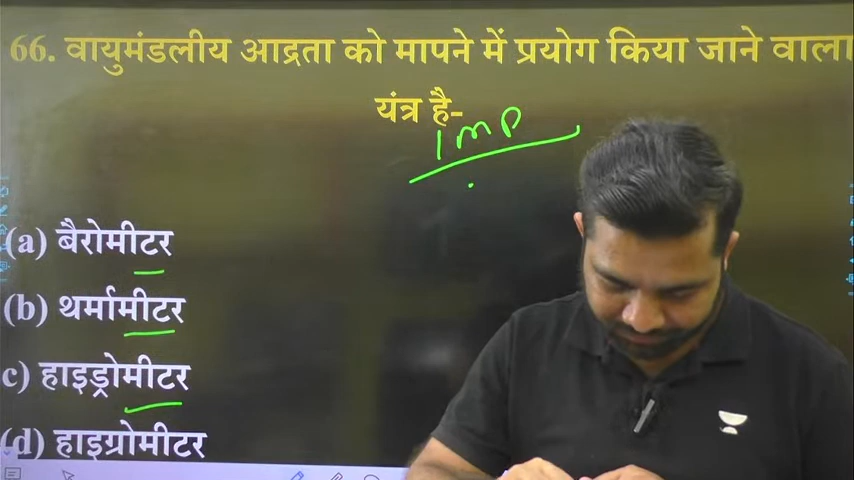 66. वायुमंडलीय आद्रता को मापने में प्रयोग किया जाने वाला
यंत्र है-
IMP
(a) बैरोमीटर
(b) थर्मामीटर
c) हाइड्रोमीटर
(d) हाइग्रोमीटर